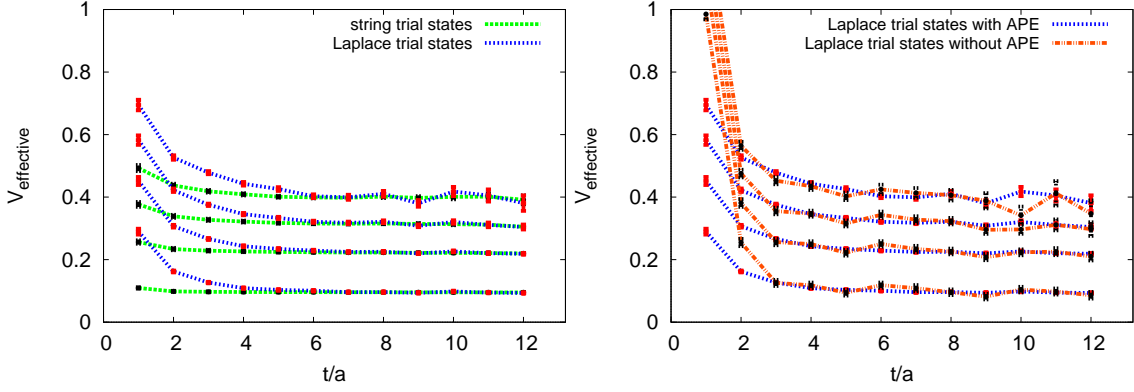 string trial states
Laplace trial states
1
0.8
0.6
0.4
0.2
0
V effective
0 2 4 6 8 10 12
t/a
Laplace trial states with APE
Laplace trial states without APE
1
0.8
0.6
0.4
0.2
0
V effective
0 2 4 6 8 10 12
t/a